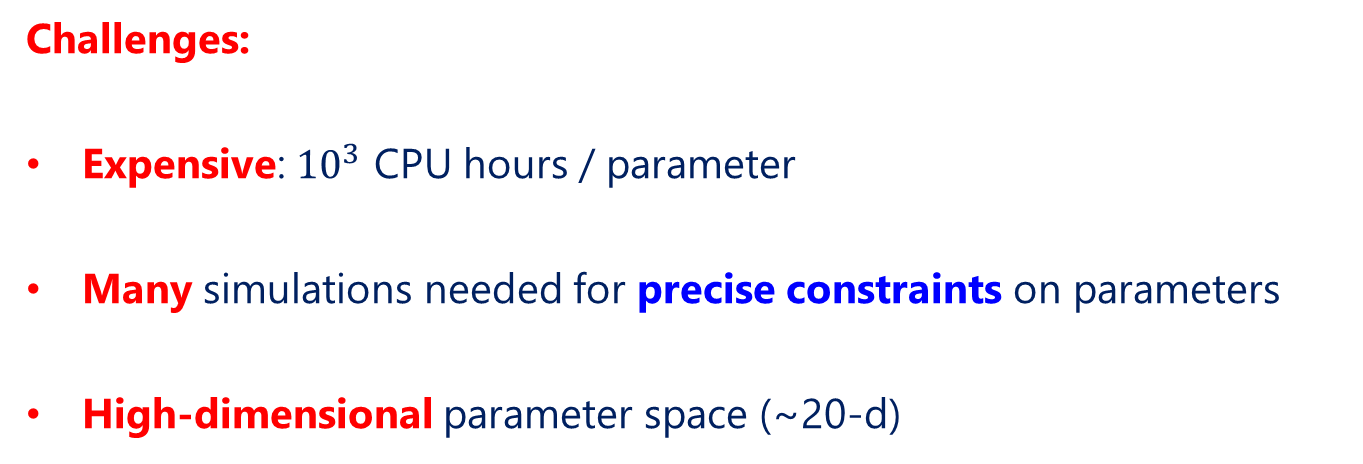 Challenges:
• Expensive: 10³ CPU hours / parameter
• Many simulations needed for precise constraints on parameters
• High-dimensional parameter space (~20-d)